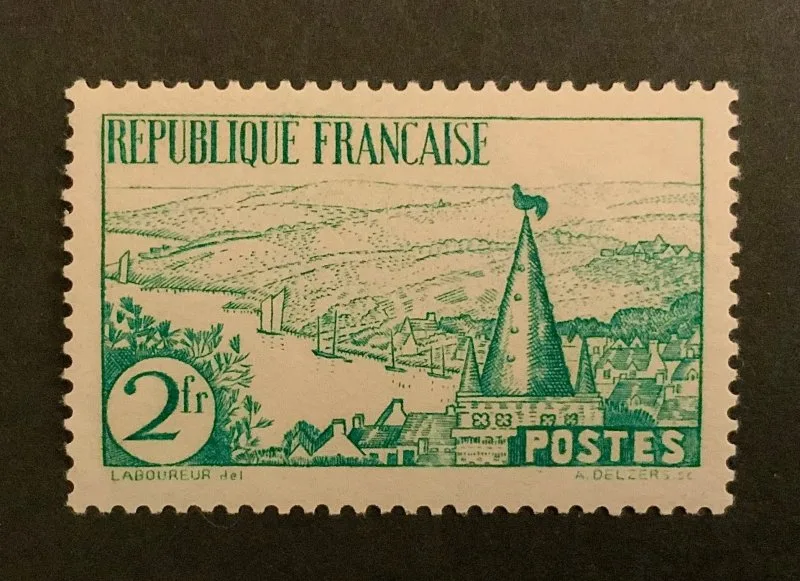 REPUBLIQUE FRANCAISE
2fr
POSTES
LABOUREUR del
A. DELZERS. sc